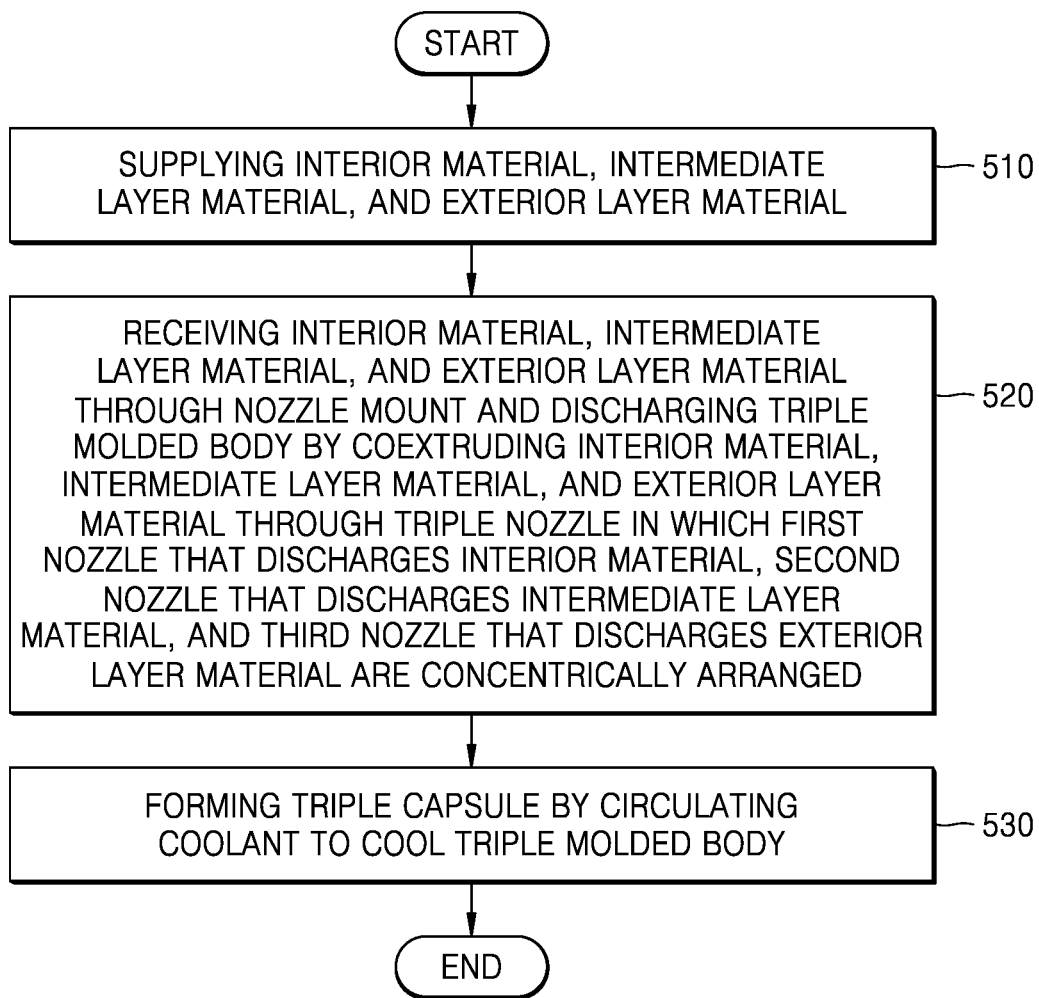 START
SUPPLYING INTERIOR MATERIAL, INTERMEDIATE
LAYER MATERIAL, AND EXTERIOR LAYER MATERIAL
510
RECEIVING INTERIOR MATERIAL, INTERMEDIATE
LAYER MATERIAL, AND EXTERIOR LAYER MATERIAL
THROUGH NOZZLE MOUNT AND DISCHARGING TRIPLE
MOLDED BODY BY COEXTRUDING INTERIOR MATERIAL,
INTERMEDIATE LAYER MATERIAL, AND EXTERIOR LAYER
MATERIAL THROUGH TRIPLE NOZZLE IN WHICH FIRST
NOZZLE THAT DISCHARGES INTERIOR MATERIAL, SECOND
NOZZLE THAT DISCHARGES INTERMEDIATE LAYER
MATERIAL, AND THIRD NOZZLE THAT DISCHARGES EXTERIOR
LAYER MATERIAL ARE CONCENTRICALLY ARRANGED
520
FORMING TRIPLE CAPSULE BY CIRCULATING
COOLANT TO COOL TRIPLE MOLDED BODY
530
END